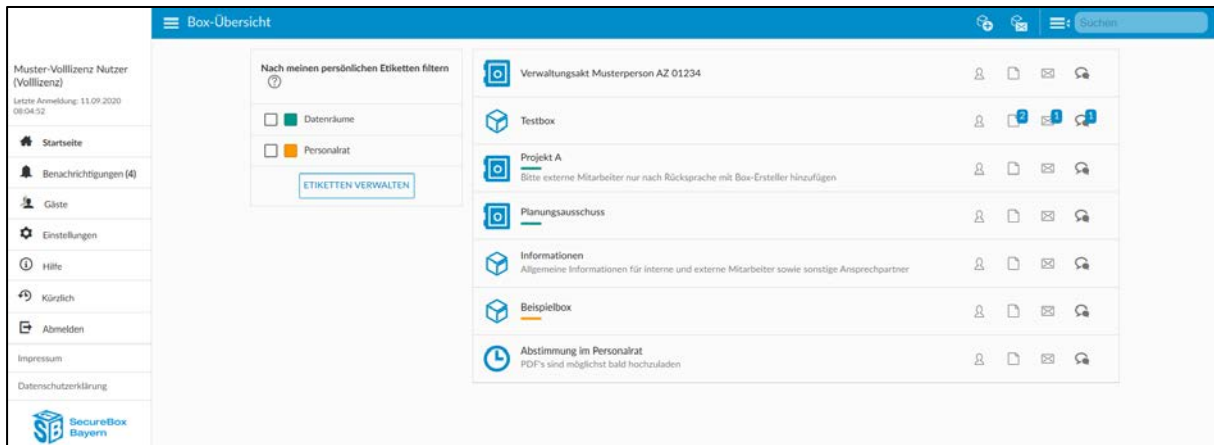 Box-Übersicht
Suchen
Muster-Volllizenz Nutzer
(Volllizenz)
Letzte Anmeldung: 11.09.2020
08:04:52
Startseite
Benachrichtigungen (4)
Gäste
Einstellungen
Hilfe
Kürzlich
Abmelden
Impressum
Datenschutzerklärung
SB SecureBox
Bayern
Nach meinen persönlichen Etiketten filtern
?
Datenräume
Personalrat
ETIKETTEN VERWALTEN
Verwaltungsakt Musterperson AZ 01234
Testbox 2 1 1
Projekt A
Bitte externe Mitarbeiter nur nach Rücksprache mit Box-Ersteller hinzufügen
Planungsausschuss
Informationen
Allgemeine Informationen für interne und externe Mitarbeiter sowie sonstige Ansprechpartner
Beispielbox
Abstimmung im Personalrat
PDF's sind möglichst bald hochzuladen